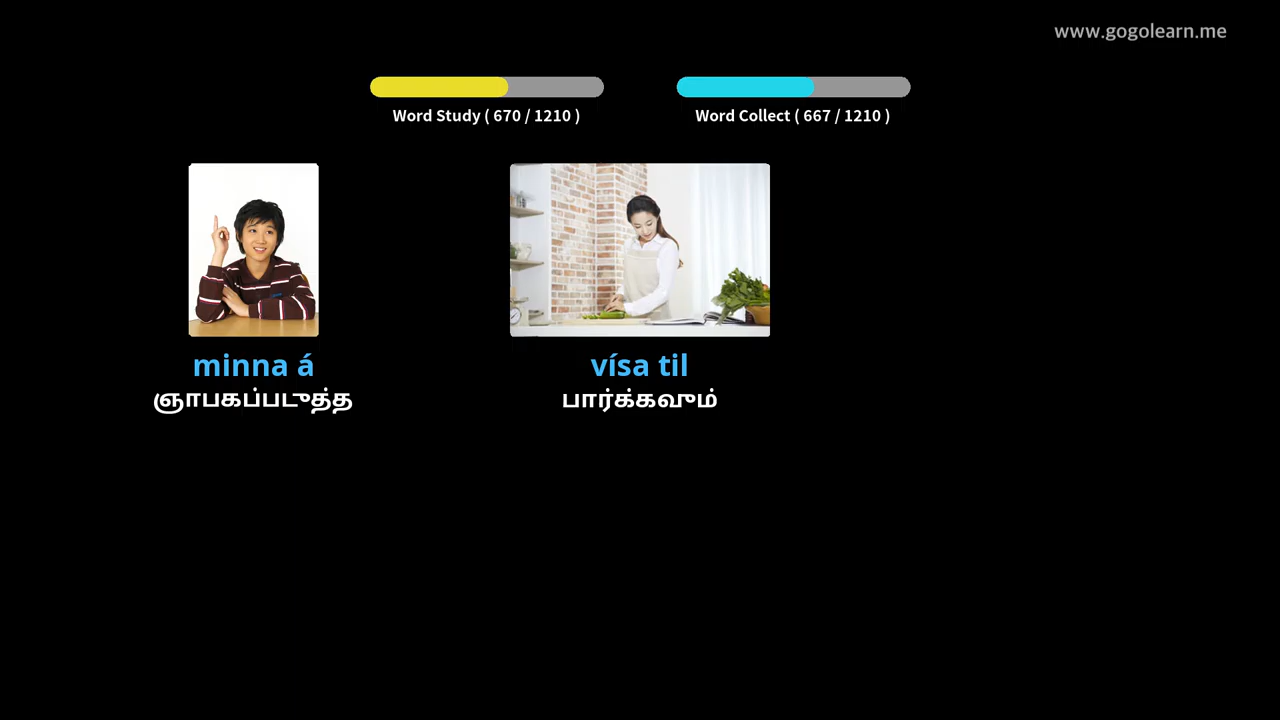 www.gogolearn.me
Word Study ( 670 / 1210 )
Word Collect ( 667 / 1210 )
minna á
ஞாபகப்படுத்த
vísa til
பார்க்கவும்